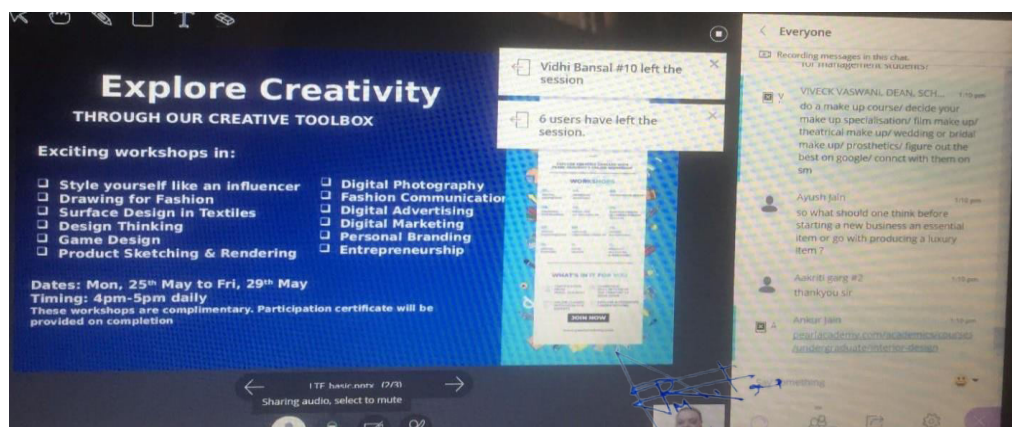 Explore Creativity
THROUGH OUR CREATIVE TOOLBOX
Exciting workshops in:
Style yourself like an influencer
Drawing for Fashion
Surface Design in Textiles
Design Thinking
Game Design
Product Sketching & Rendering
Digital Photography
Fashion Communication
Digital Advertising
Digital Marketing
Personal Branding
Entrepreneurship
Dates: Mon, 25th May to Fri, 29th May
Timing: 4pm-5pm daily
These workshops are complimentary. Participation certificate will be
provided on completion
Vidhi Bansal #10 left the
session
6 users have left the
session.
WORKSHOPS
WHAT'S IN IT FOR YOU
JOIN NOW
LTF basic.pptx (2/3)
Sharing audio, select to mute
Everyone
Recording messages in this chat.
for management students!
VIVECK VASWANI, DEAN, SCH... 1:10 pm
do a make up course/ decide your
make up specialisation/ film make up/
theatrical make up/ wedding or bridal
make up/ prosthetics/ figure out the
best on google/ connct with them on
sm
Ayush Jain 1:10 pm
so what should one think before
starting a new business an essential
item or go with producing a luxury
item ?
Aakriti garg #2 1:10 pm
thankyou sir
Ankur Jain 1:10 pm
pearlacademy.com/academics/courses
/undergraduate/interior-design
something